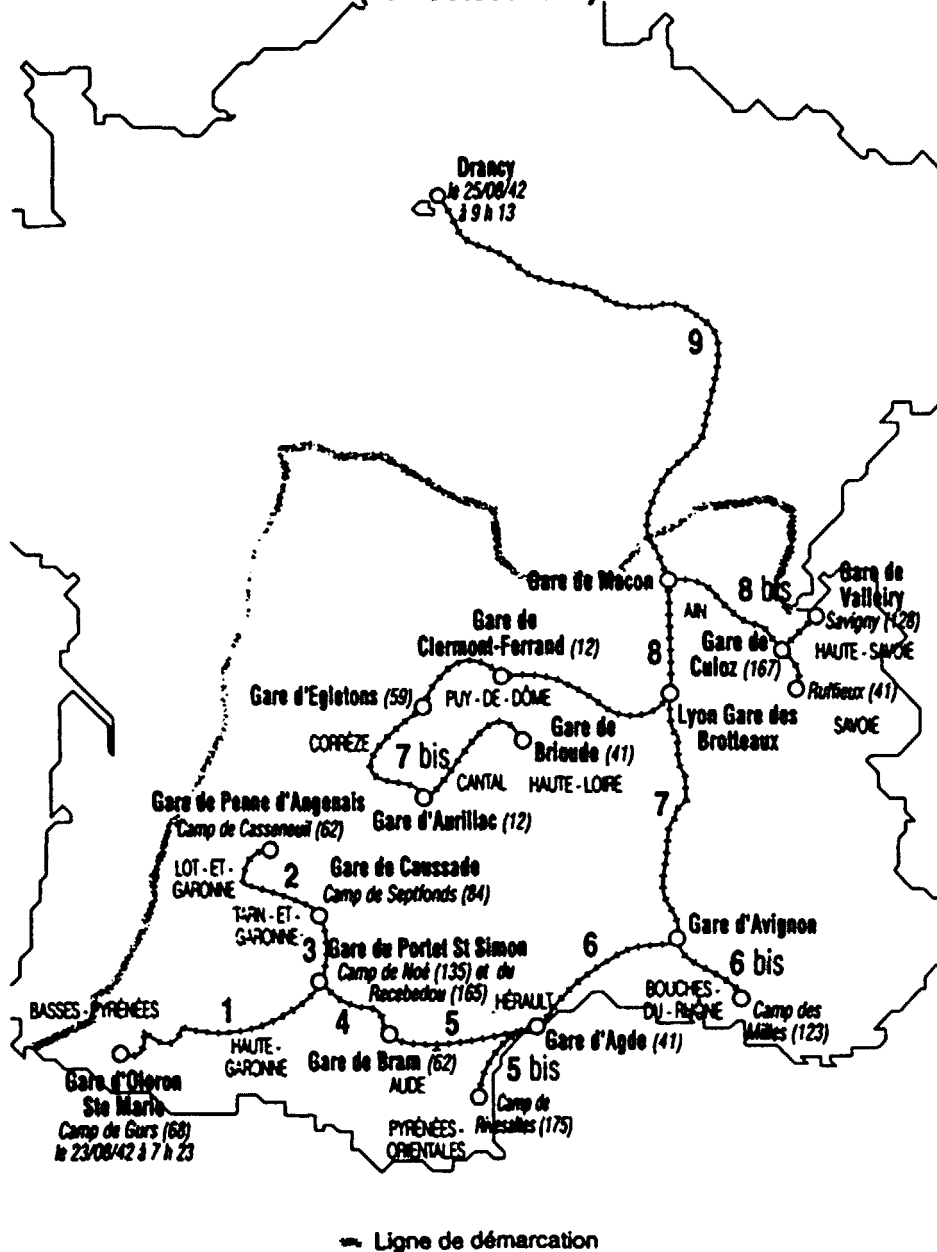 Drancy
le 25/08/42
à 9 h 13
9
Gare de Macon
8 bis
Gare de
Valleiry
Savigny (128)
AIN
Gare de
Culoz (167)
HAUTE - SAVOIE
Ruffieux (41)
SAVOIE
Gare de
Clermont-Ferrand (12)
8
Gare d'Egletons (59)
PUY - DE - DÔME
Lyon Gare des
Brotteaux
CORRÈZE
7 bis
Gare de
Brioude (41)
CANTAL
HAUTE - LOIRE
Gare d'Aurillac (12)
7
Gare de Penne d'Angenais
Camp de Casseneuil (62)
LOT - ET -
GARONNE
2
Gare de Caussade
Camp de Septfonds (84)
TARN - ET -
GARONNE
3
Gare du Portet St Simon
Camp de Noé (135) et du
Recebedou (165)
6
Gare d'Avignon
6 bis
BOUCHES -
DU - RHÔNE
Camp des
Milles (123)
HÉRAULT
BASSES - PYRÉNÉES
1
HAUTE -
GARONNE
4
5
Gare de Bram (62)
AUDE
Gare d'Agde (41)
5 bis
Camp de
Rivesaltes (175)
PYRÉNÉES -
ORIENTALES
Gare d'Oloron
Ste Marie
Camp de Gurs (68)
le 23/08/42 à 7 h 23
Ligne de démarcation